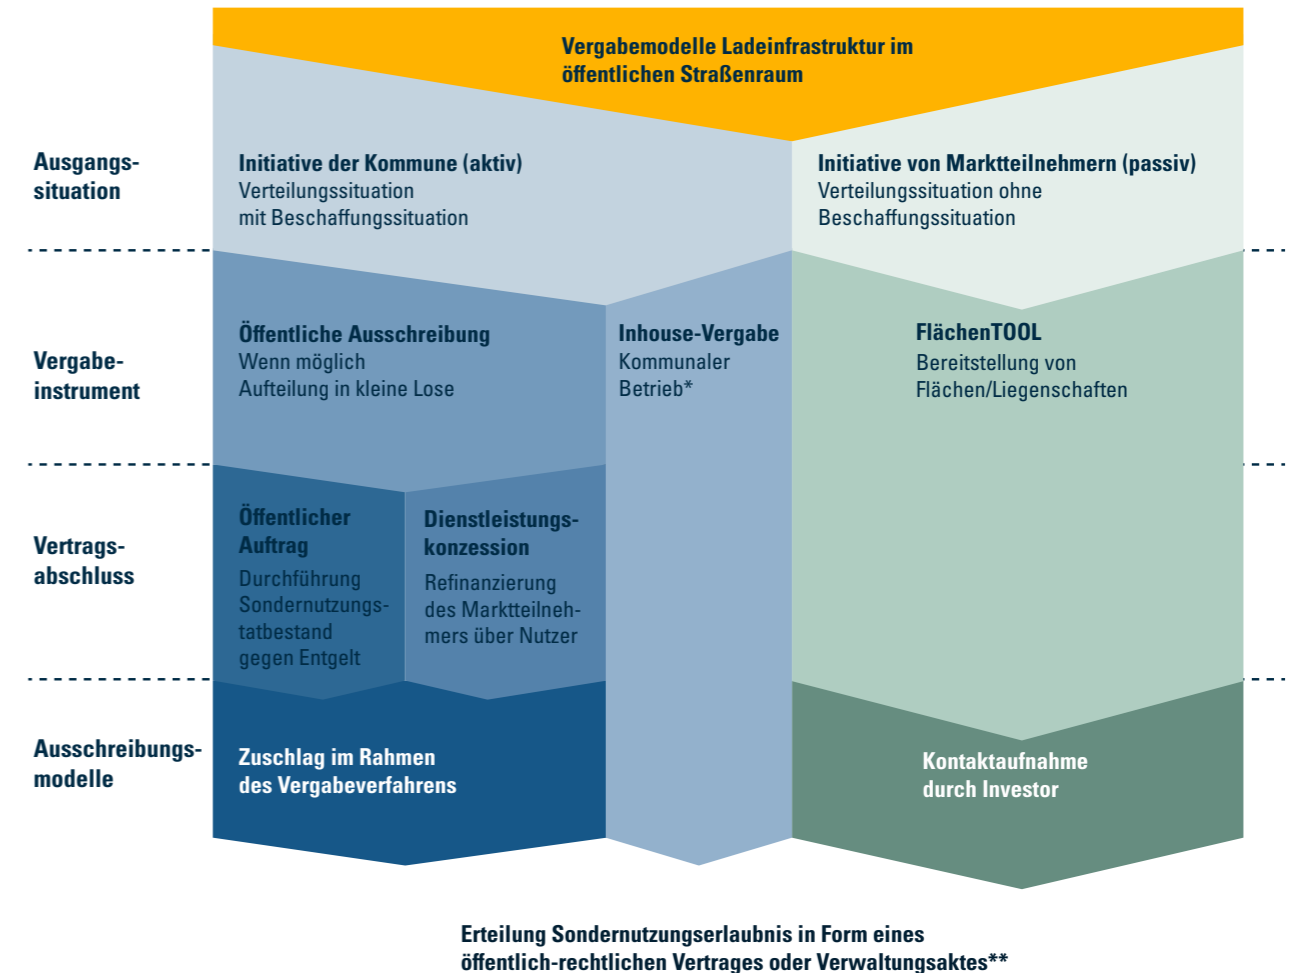 Vergabemodelle Ladeinfrastruktur im
öffentlichen Straßenraum
Ausgangs-
situation
Initiative der Kommune (aktiv)
Verteilungssituation
mit Beschaffungssituation
Initiative von Marktteilnehmern (passiv)
Verteilungssituation ohne
Beschaffungssituation
Vergabe-
instrument
Öffentliche Ausschreibung
Wenn möglich
Aufteilung in kleine Lose
Inhouse-Vergabe
Kommunaler
Betrieb*
FlächenTOOL
Bereitstellung von
Flächen/Liegenschaften
Vertrags-
abschluss
Öffentlicher
Auftrag
Durchführung
Sondernutzungs-
tatbestand
gegen Entgelt
Dienstleistungs-
konzession
Refinanzierung
des Marktteilneh-
mers über Nutzer
Ausschreibungs-
modelle
Zuschlag im Rahmen
des Vergabeverfahrens
Kontaktaufnahme
durch Investor
Erteilung Sondernutzungserlaubnis in Form eines
öffentlich-rechtlichen Vertrages oder Verwaltungsaktes**